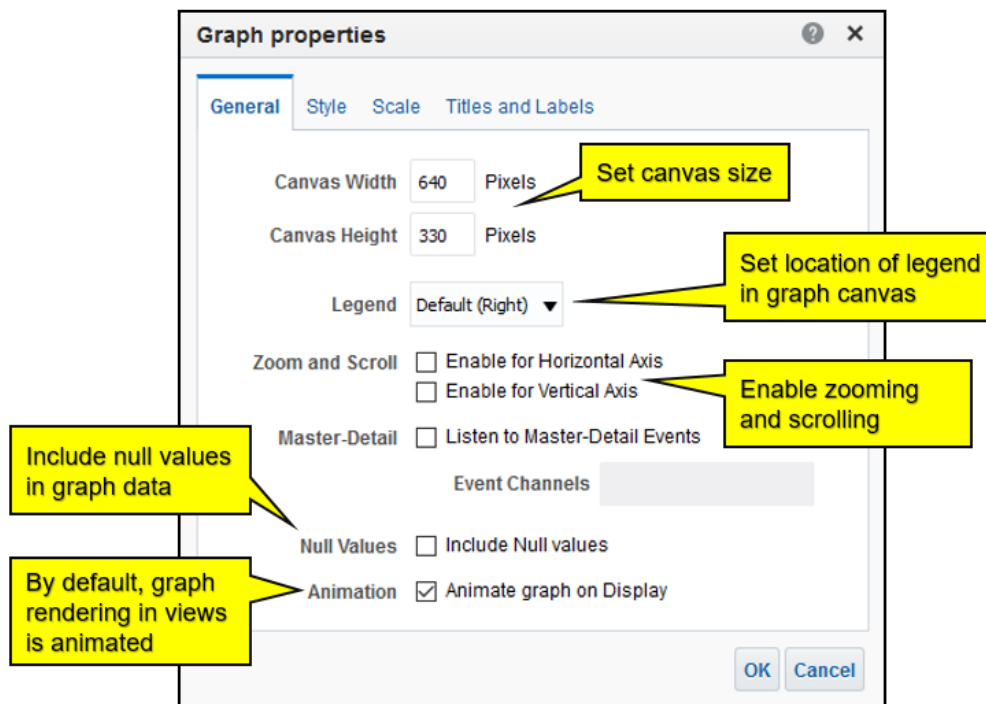 Graph properties
General Style Scale Titles and Labels
Canvas Width 640 Pixels
Set canvas size
Canvas Height 330 Pixels
Set location of legend
in graph canvas
Legend Default (Right)
Zoom and Scroll Enable for Horizontal Axis
Enable for Vertical Axis
Enable zooming
and scrolling
Master-Detail Listen to Master-Detail Events
Include null values
in graph data
Event Channels
Null Values Include Null values
By default, graph
rendering in views
is animated
Animation Animate graph on Display
OK Cancel